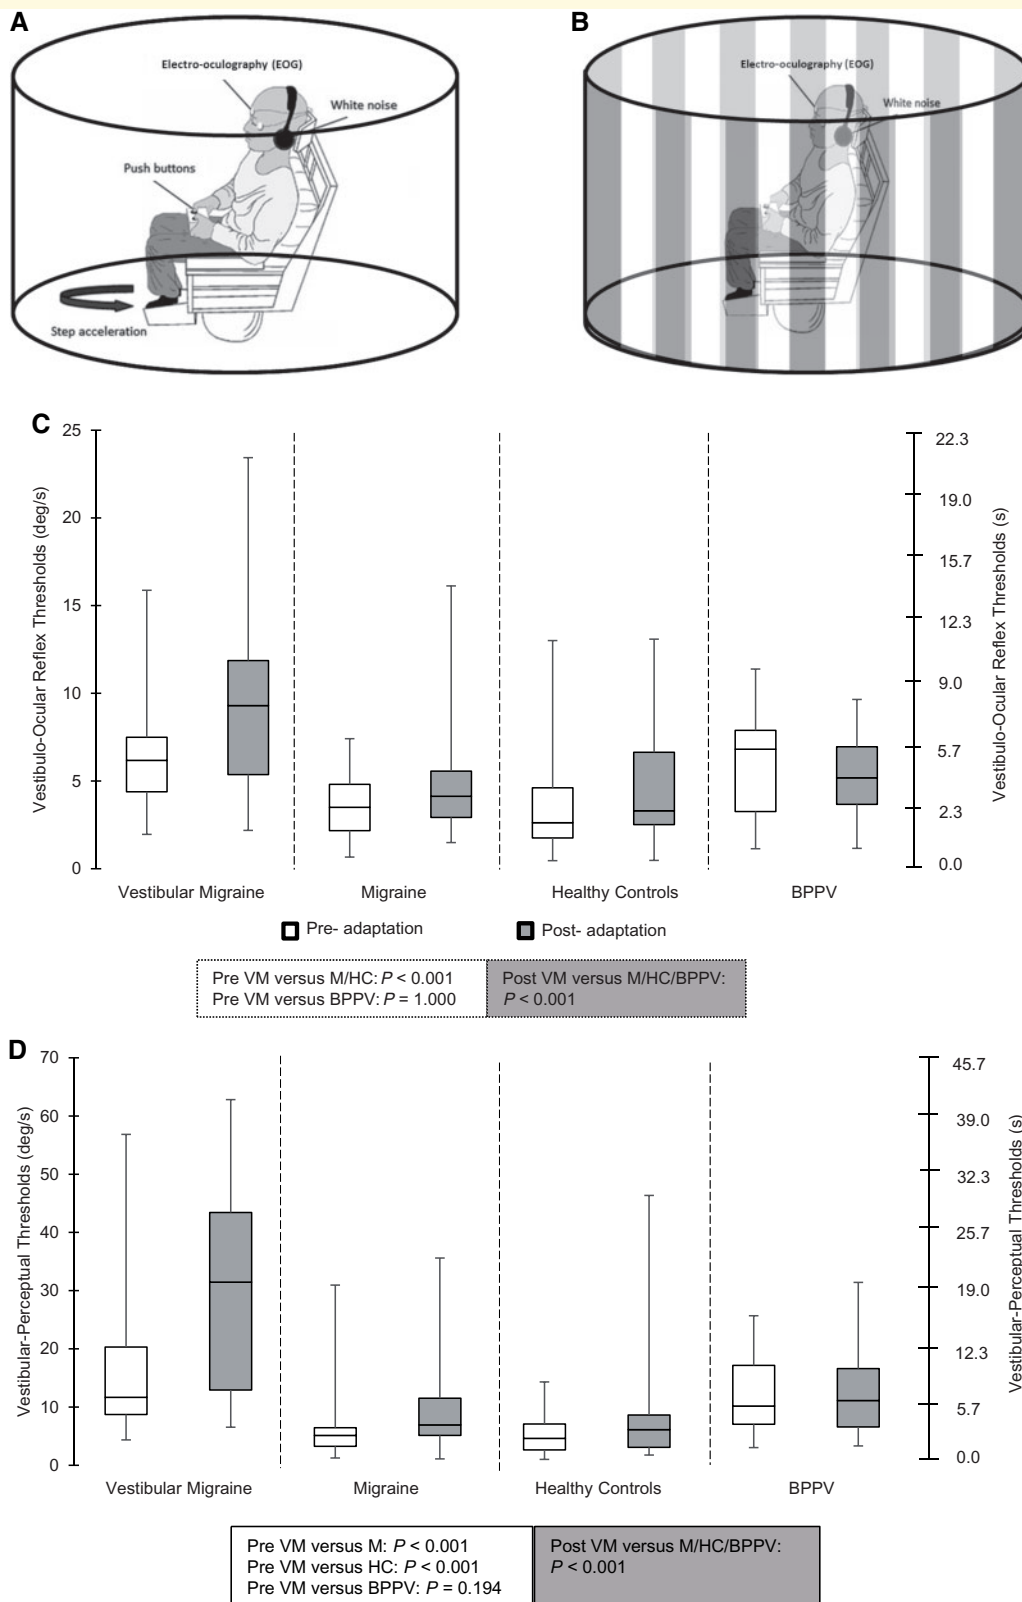 A
Electro-oculography (EOG)
White noise
Push buttons
Step acceleration
B
Electro-oculography (EOG)
White noise
C
Vestibulo-Ocular Reflex Thresholds (deg/s)
25
20
15
10
5
0
22.3
19.0
15.7
12.3
9.0
5.7
2.3
0.0
Vestibulo-Ocular Reflex Thresholds (s)
Vestibular Migraine
Migraine
Healthy Controls
BPPV
Pre- adaptation
Post- adaptation
Pre VM versus M/HC: P < 0.001
Pre VM versus BPPV: P = 1.000
Post VM versus M/HC/BPPV:
P < 0.001
D
Vestibular-Perceptual Thresholds (deg/s)
70
60
50
40
30
20
10
0
45.7
39.0
32.3
25.7
19.0
12.3
5.7
0.0
Vestibular-Perceptual Thresholds (s)
Vestibular Migraine
Migraine
Healthy Controls
BPPV
Pre VM versus M: P < 0.001
Pre VM versus HC: P < 0.001
Pre VM versus BPPV: P = 0.194
Post VM versus M/HC/BPPV:
P < 0.001